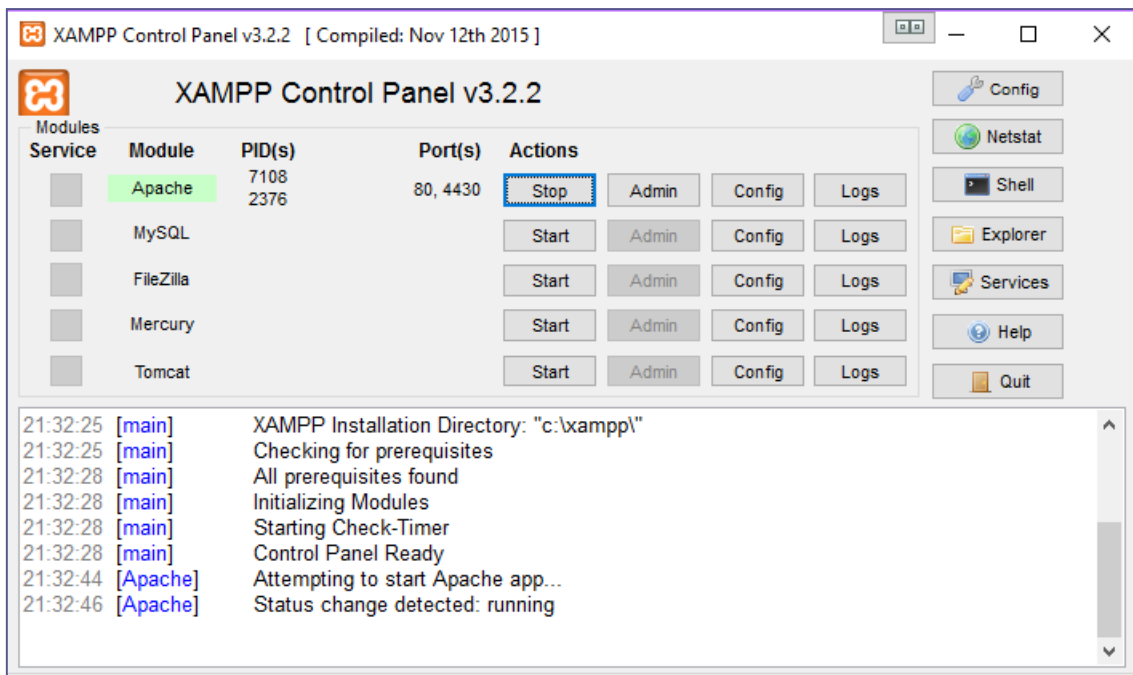 XAMPP Control Panel v3.2.2 [ Compiled: Nov 12th 2015 ]
XAMPP Control Panel v3.2.2
Config
Modules
Netstat
Service Module PID(s) Port(s) Actions
Apache 7108 80, 4430 Stop Admin Config Logs
2376
Shell
MySQL Start Admin Config Logs
Explorer
FileZilla Start Admin Config Logs
Services
Mercury Start Admin Config Logs
Help
Tomcat Start Admin Config Logs
Quit
21:32:25 [main] XAMPP Installation Directory: "c:\xampp\"
21:32:25 [main] Checking for prerequisites
21:32:28 [main] All prerequisites found
21:32:28 [main] Initializing Modules
21:32:28 [main] Starting Check-Timer
21:32:28 [main] Control Panel Ready
21:32:44 [Apache] Attempting to start Apache app...
21:32:46 [Apache] Status change detected: running